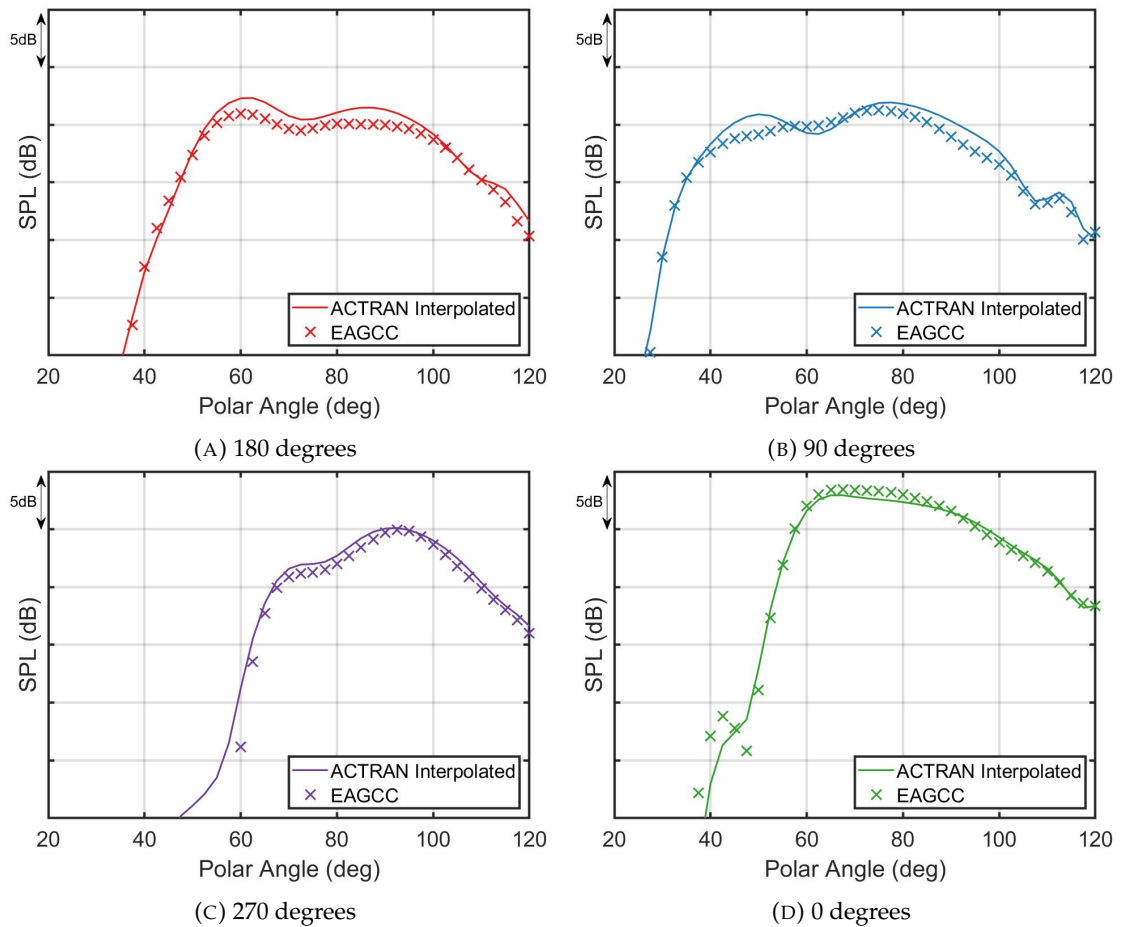 5dB
SPL (dB)
ACTRAN Interpolated
EAGCC
20 40 60 80 100 120
Polar Angle (deg)
(A) 180 degrees
5dB
SPL (dB)
ACTRAN Interpolated
EAGCC
20 40 60 80 100 120
Polar Angle (deg)
(B) 90 degrees
5dB
SPL (dB)
ACTRAN Interpolated
EAGCC
20 40 60 80 100 120
Polar Angle (deg)
(C) 270 degrees
5dB
SPL (dB)
ACTRAN Interpolated
EAGCC
20 40 60 80 100 120
Polar Angle (deg)
(D) 0 degrees